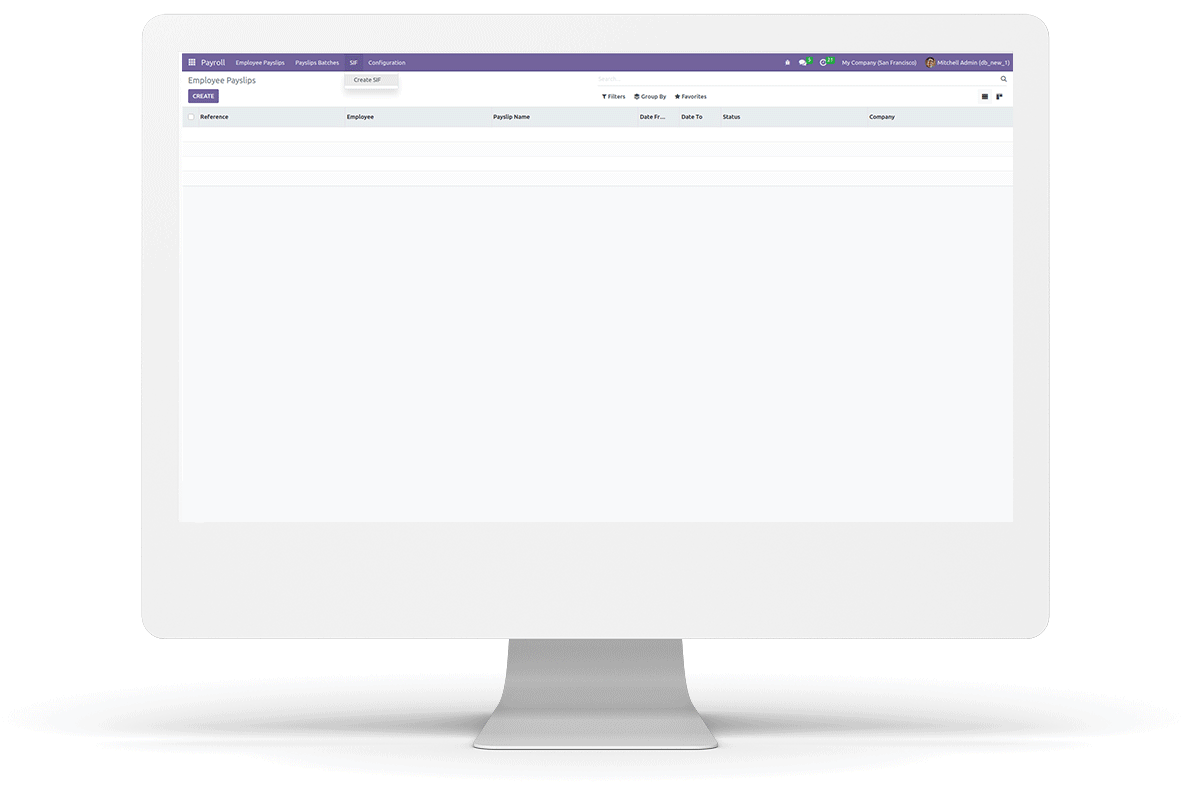 Payroll Employee Payslips Payslips Batches SIF Configuration 5 21 My Company (San Francisco) Mitchell Admin (db_new_1)
Employee Payslips Create SIF Search...
CREATE Filters Group By Favorites
Reference Employee Payslip Name Date Fr... Date To Status Company